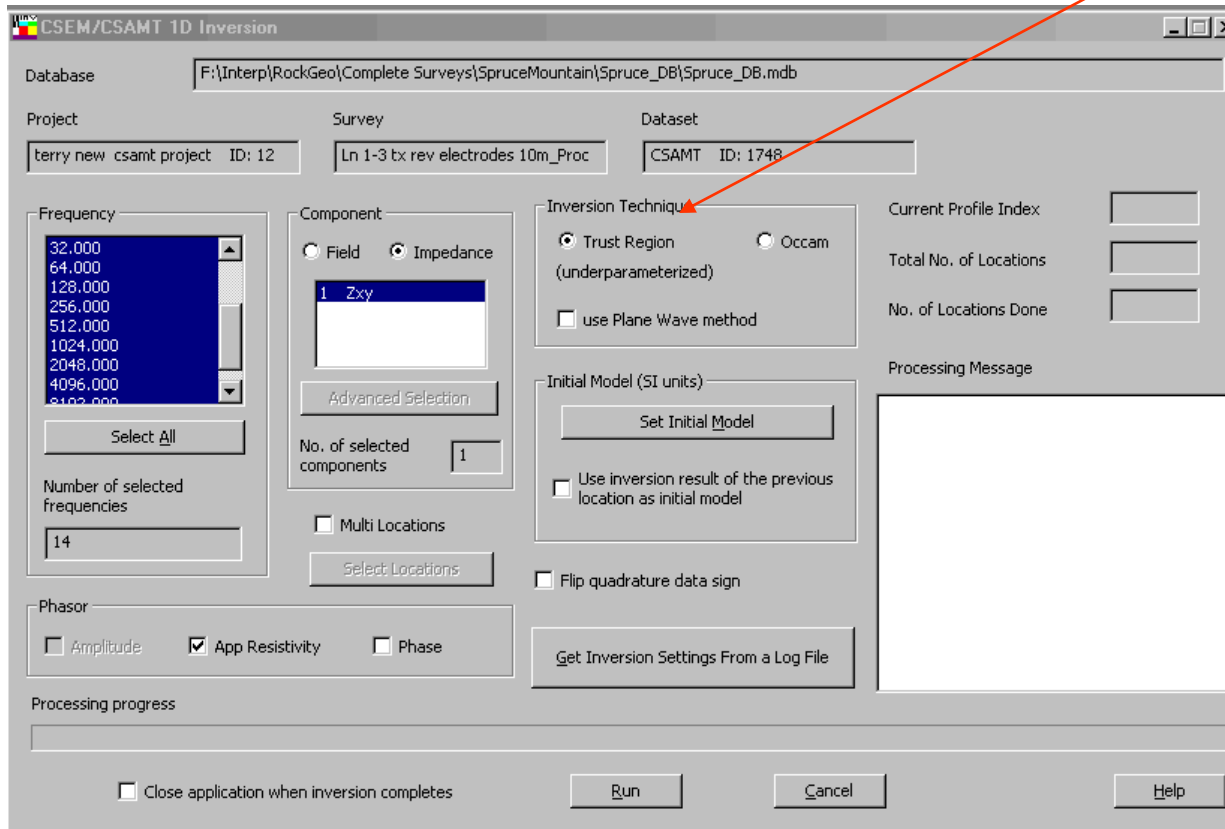 CSEM/CSAMT 1D Inversion
Database
F:\Interp\RockGeo\Complete Surveys\SpruceMountain\Spruce_DB\Spruce_DB.mdb
Project
Survey
Dataset
terry new csamt project ID: 12
Ln 1-3 tx rev electrodes 10m_Proc
CSAMT ID: 1748
Frequency
32.000
64.000
128.000
256.000
512.000
1024.000
2048.000
4096.000
8192.000
Select All
Number of selected
frequencies
14
Component
Field
Impedance
1 Zxy
Advanced Selection
No. of selected
components
1
Multi Locations
Select Locations
Phasor
Amplitude
App Resistivity
Phase
Inversion Technique
Trust Region
Occam
(underparameterized)
use Plane Wave method
Initial Model (SI units)
Set Initial Model
Use inversion result of the previous
location as initial model
Flip quadrature data sign
Get Inversion Settings From a Log File
Current Profile Index
Total No. of Locations
No. of Locations Done
Processing Message
Processing progress
Close application when inversion completes
Run
Cancel
Help